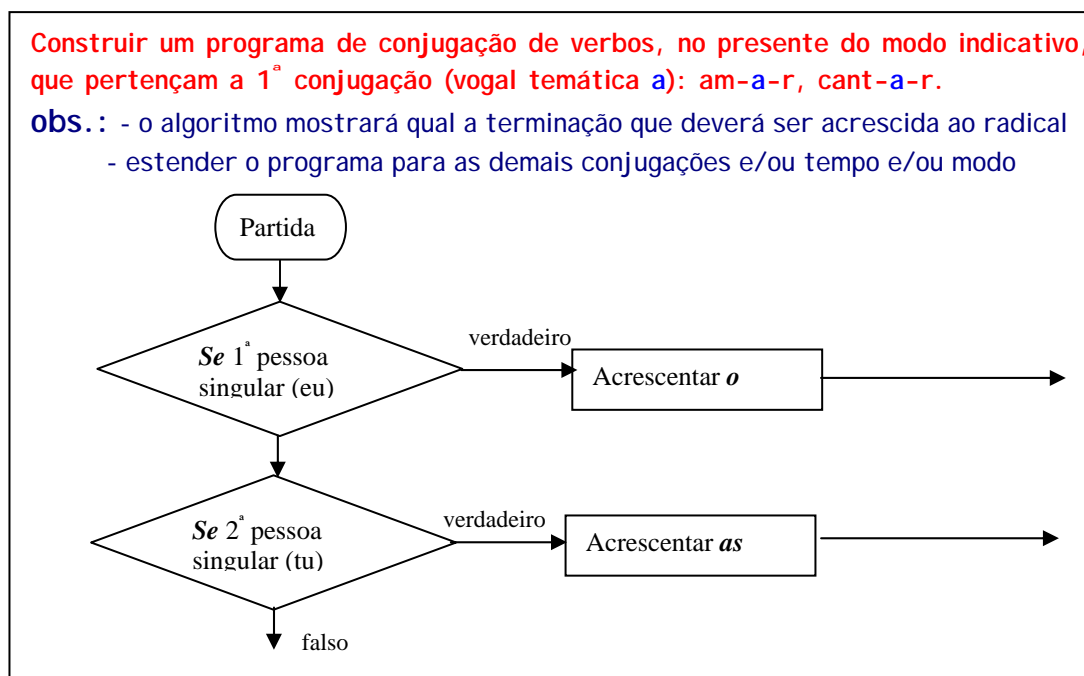 Construir um programa de conjugação de verbos, no presente do modo indicativo,
que pertençam a 1ª conjugação (vogal temática a): am-a-r, cant-a-r.
obs.: - o algoritmo mostrará qual a terminação que deverá ser acrescida ao radical
- estender o programa para as demais conjugações e/ou tempo e/ou modo
Partida
Se 1ª pessoa
singular (eu)
verdadeiro
Acrescentar o
Se 2ª pessoa
singular (tu)
verdadeiro
Acrescentar as
falso